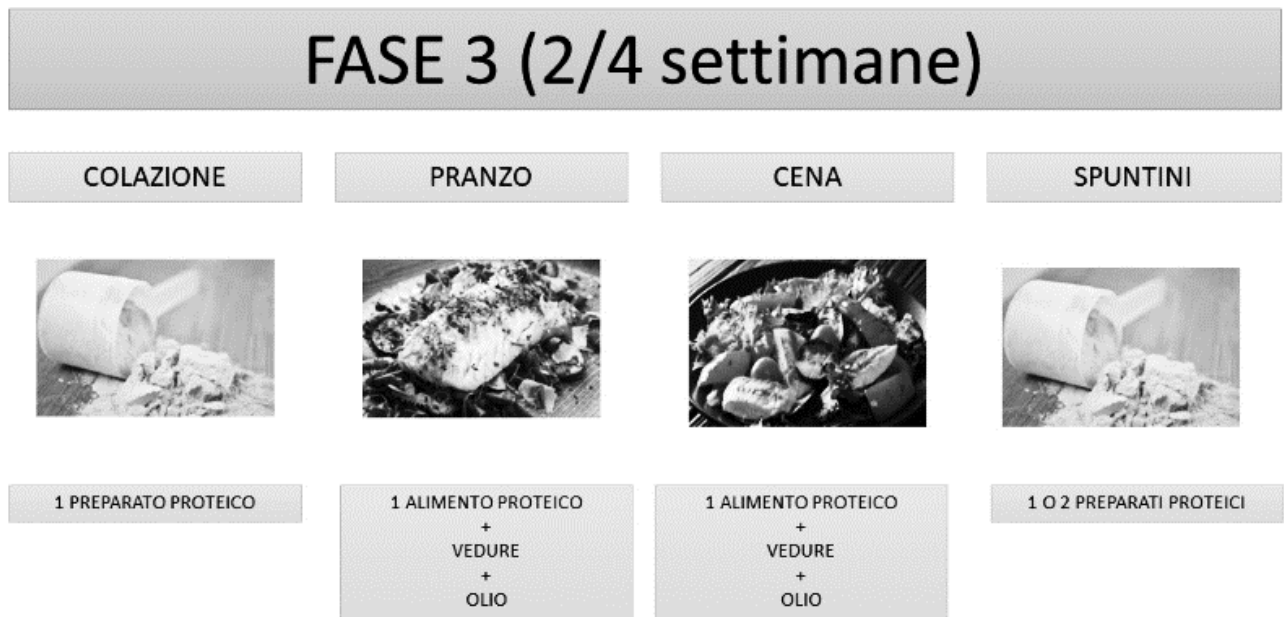 FASE 3 (2/4 settimane)
COLAZIONE
PRANZO
CENA
SPUNTINI
1 PREPARATO PROTEICO
1 ALIMENTO PROTEICO
+
VEDURE
+
OLIO
1 ALIMENTO PROTEICO
+
VEDURE
+
OLIO
1 O 2 PREPARATI PROTEICI